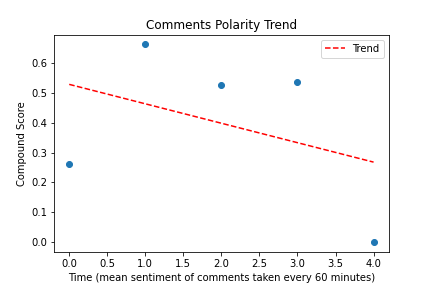 Comments Polarity Trend
Trend
Compound Score
0.6
0.5
0.4
0.3
0.2
0.1
0.0
0.0 0.5 1.0 1.5 2.0 2.5 3.0 3.5 4.0
Time (mean sentiment of comments taken every 60 minutes)